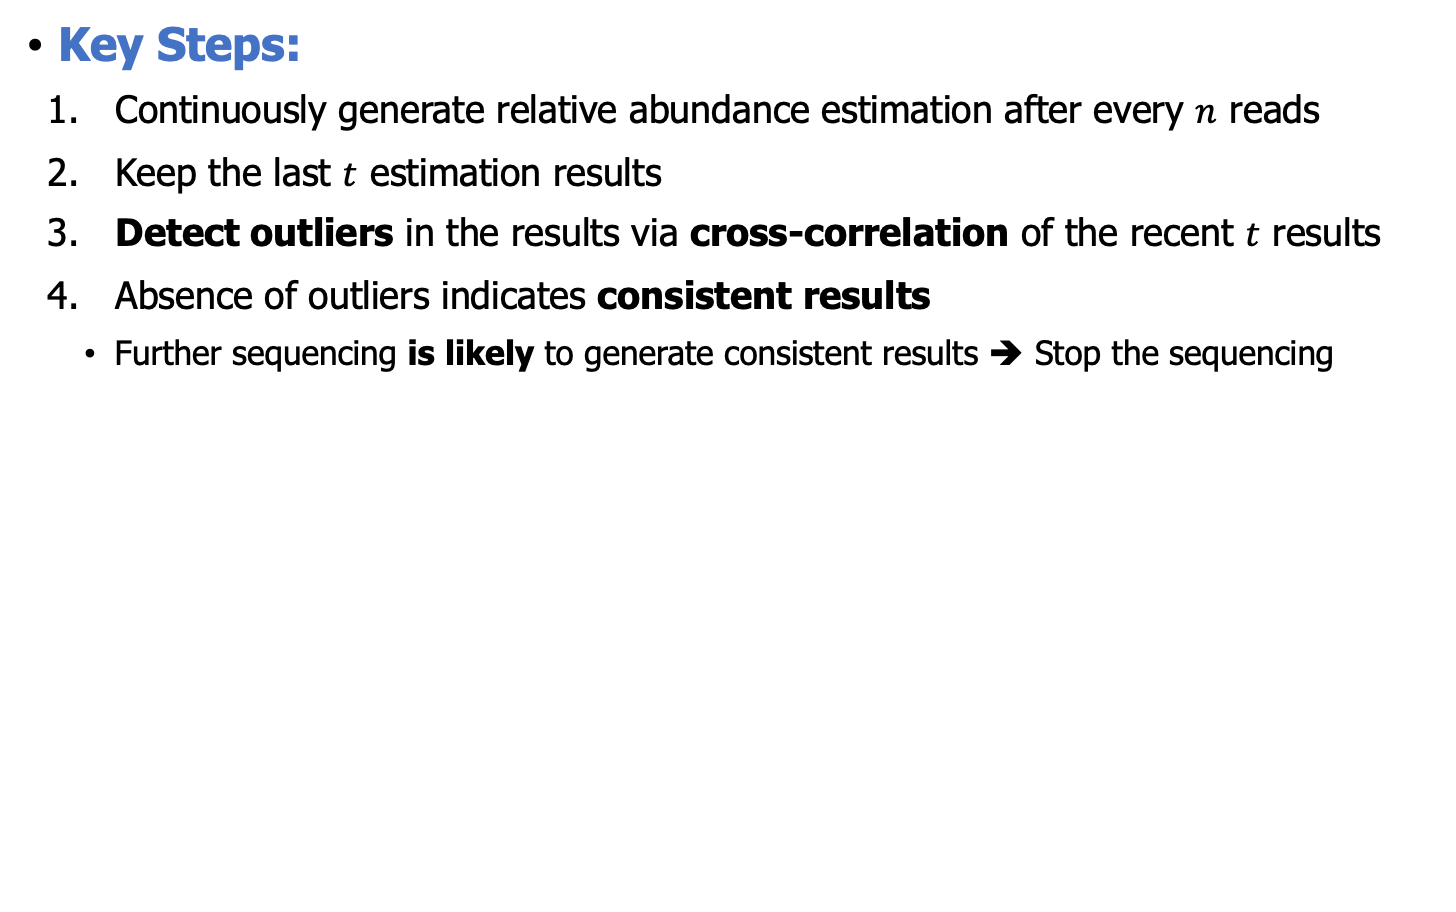 • Key Steps:
1. Continuously generate relative abundance estimation after every n reads
2. Keep the last t estimation results
3. Detect outliers in the results via cross-correlation of the recent t results
4. Absence of outliers indicates consistent results
• Further sequencing is likely to generate consistent results ➔ Stop the sequencing